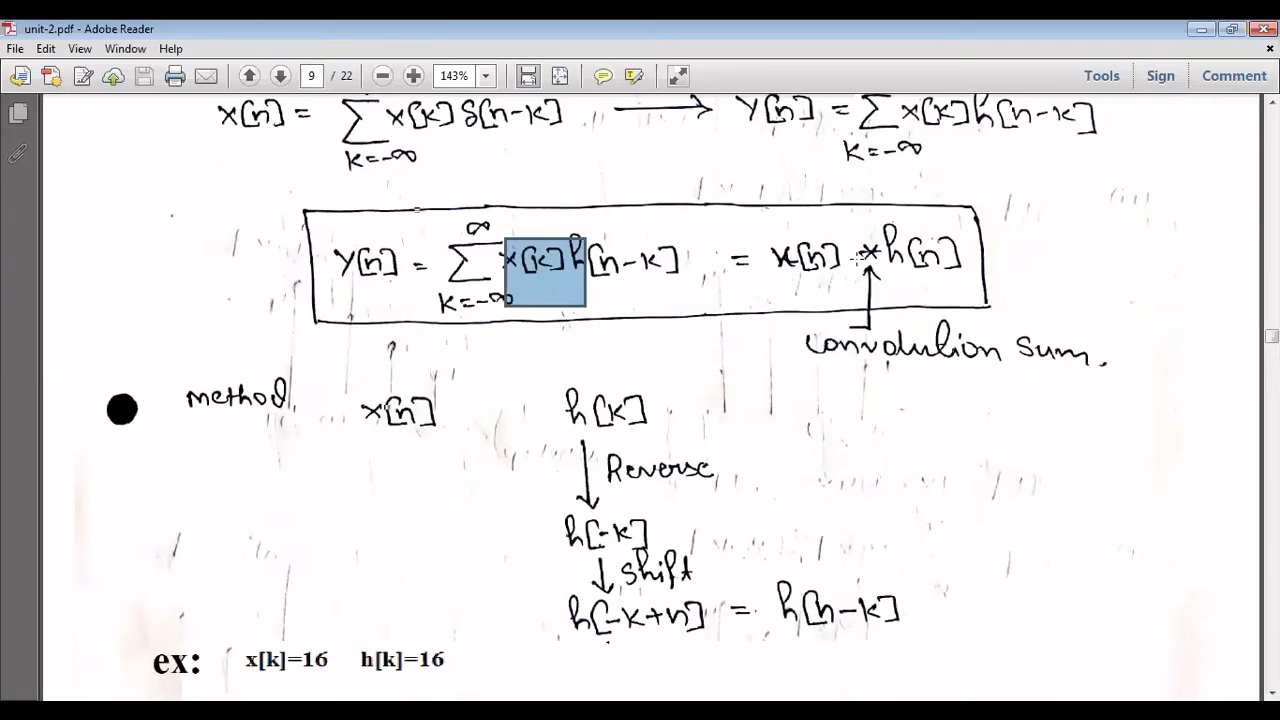 unit-2.pdf - Adobe Reader
File Edit View Window Help
9 / 22 143% Tools Sign Comment
x[n] = ∑ x[k] δ[n-k] → y[n] = ∑ x[k] h[n-k]
k=-∞ k=-∞
y[n] = ∑ x[k] h[n-k] = x[n] * h[n]
∞
k=-∞
convolution sum.
method x[n] h[k]
Reverse
h[-k]
shift
h[-k+n] = h[n-k]
ex: x[k]=16 h[k]=16